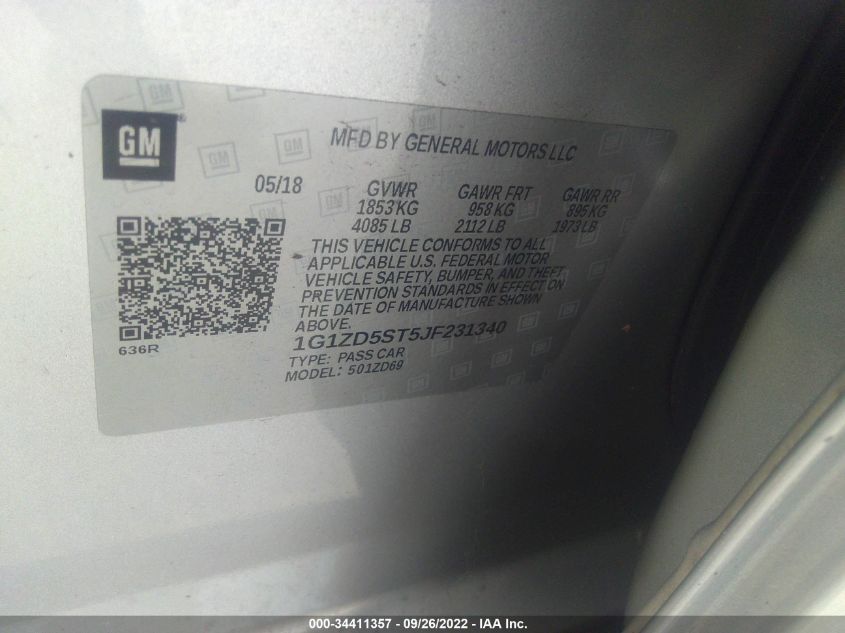 GM
MFD BY GENERAL MOTORS LLC
05/18 GVWR GAWR FRT GAWR RR
1853 KG 958 KG 895 KG
4085 LB 2112 LB 1973 LB
THIS VEHICLE CONFORMS TO ALL
APPLICABLE U.S. FEDERAL MOTOR
VEHICLE SAFETY, BUMPER, AND THEFT
PREVENTION STANDARDS IN EFFECT ON
THE DATE OF MANUFACTURE SHOWN
ABOVE.
1G1ZD5ST5JF231340
636R
TYPE: PASS CAR
MODEL: 501ZD69
000-34411357 - 09/26/2022 - IAA Inc.